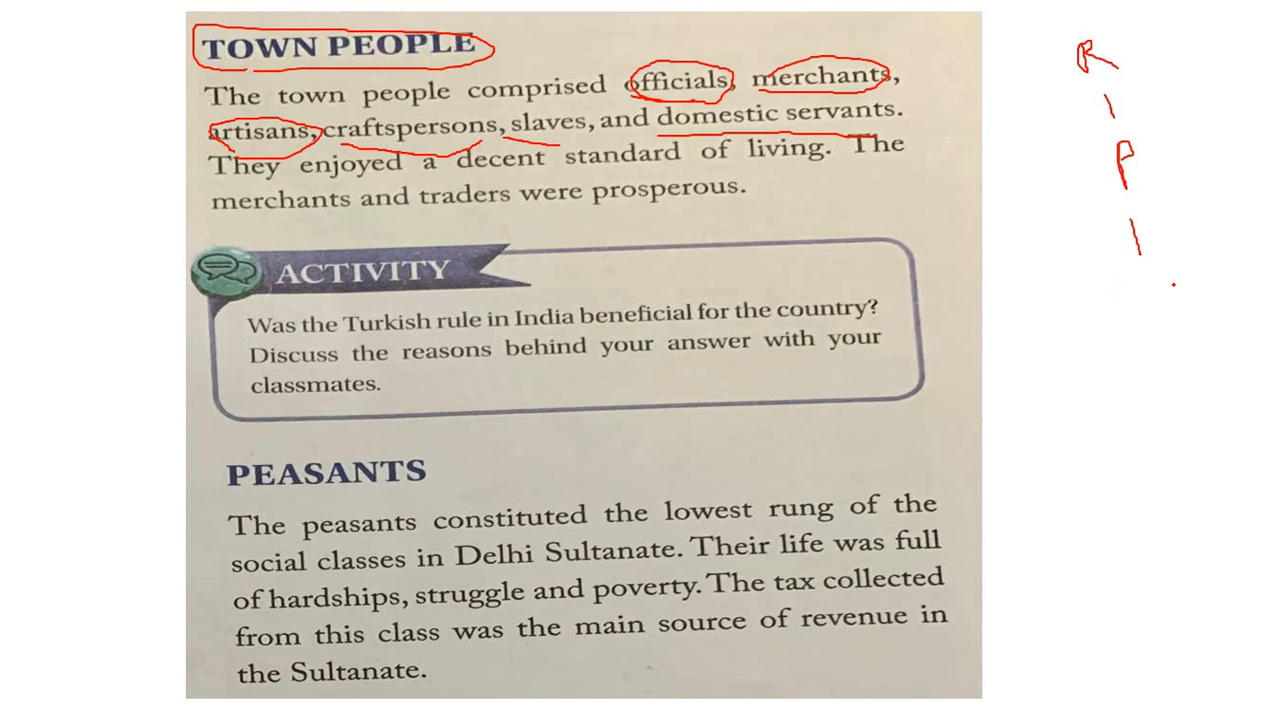 TOWN PEOPLE
The town people comprised officials, merchants,
artisans, craftspersons, slaves, and domestic servants.
They enjoyed a decent standard of living. The
merchants and traders were prosperous.
ACTIVITY
Was the Turkish rule in India beneficial for the country?
Discuss the reasons behind your answer with your
classmates.
PEASANTS
The peasants constituted the lowest rung of the
social classes in Delhi Sultanate. Their life was full
of hardships, struggle and poverty. The tax collected
from this class was the main source of revenue in
the Sultanate.
R
P